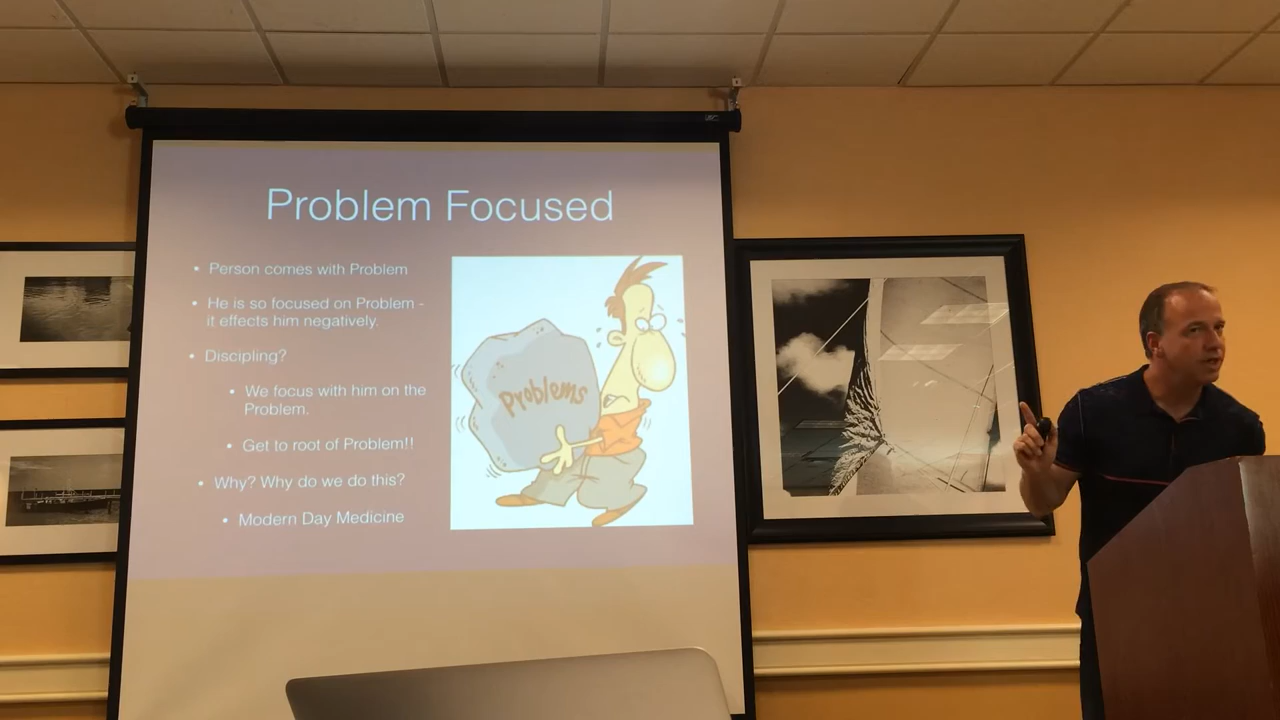 Problem Focused
• Person comes with Problem
• He is so focused on Problem -
it effects him negatively.
• Discipling?
• We focus with him on the
Problem.
• Get to root of Problem!!
• Why? Why do we do this?
• Modern Day Medicine
Problems